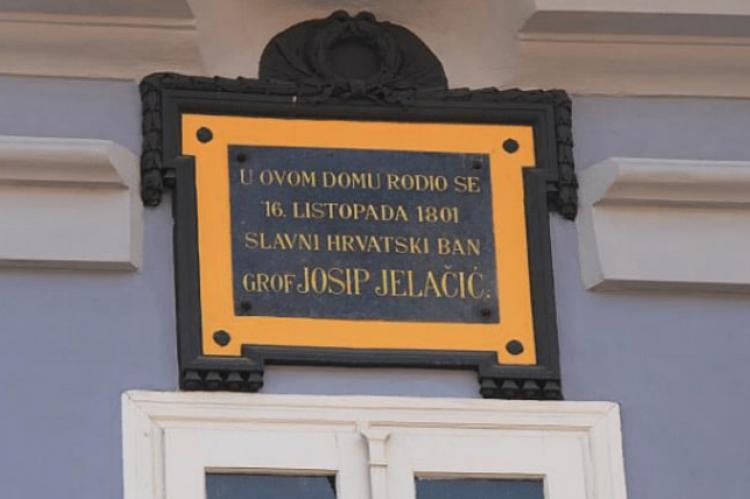 U OVOM DOMU RODIO SE
16. LISTOPADA 1801
SLAVNI HRVATSKI BAN
GROF JOSIP JELAČIĆ.